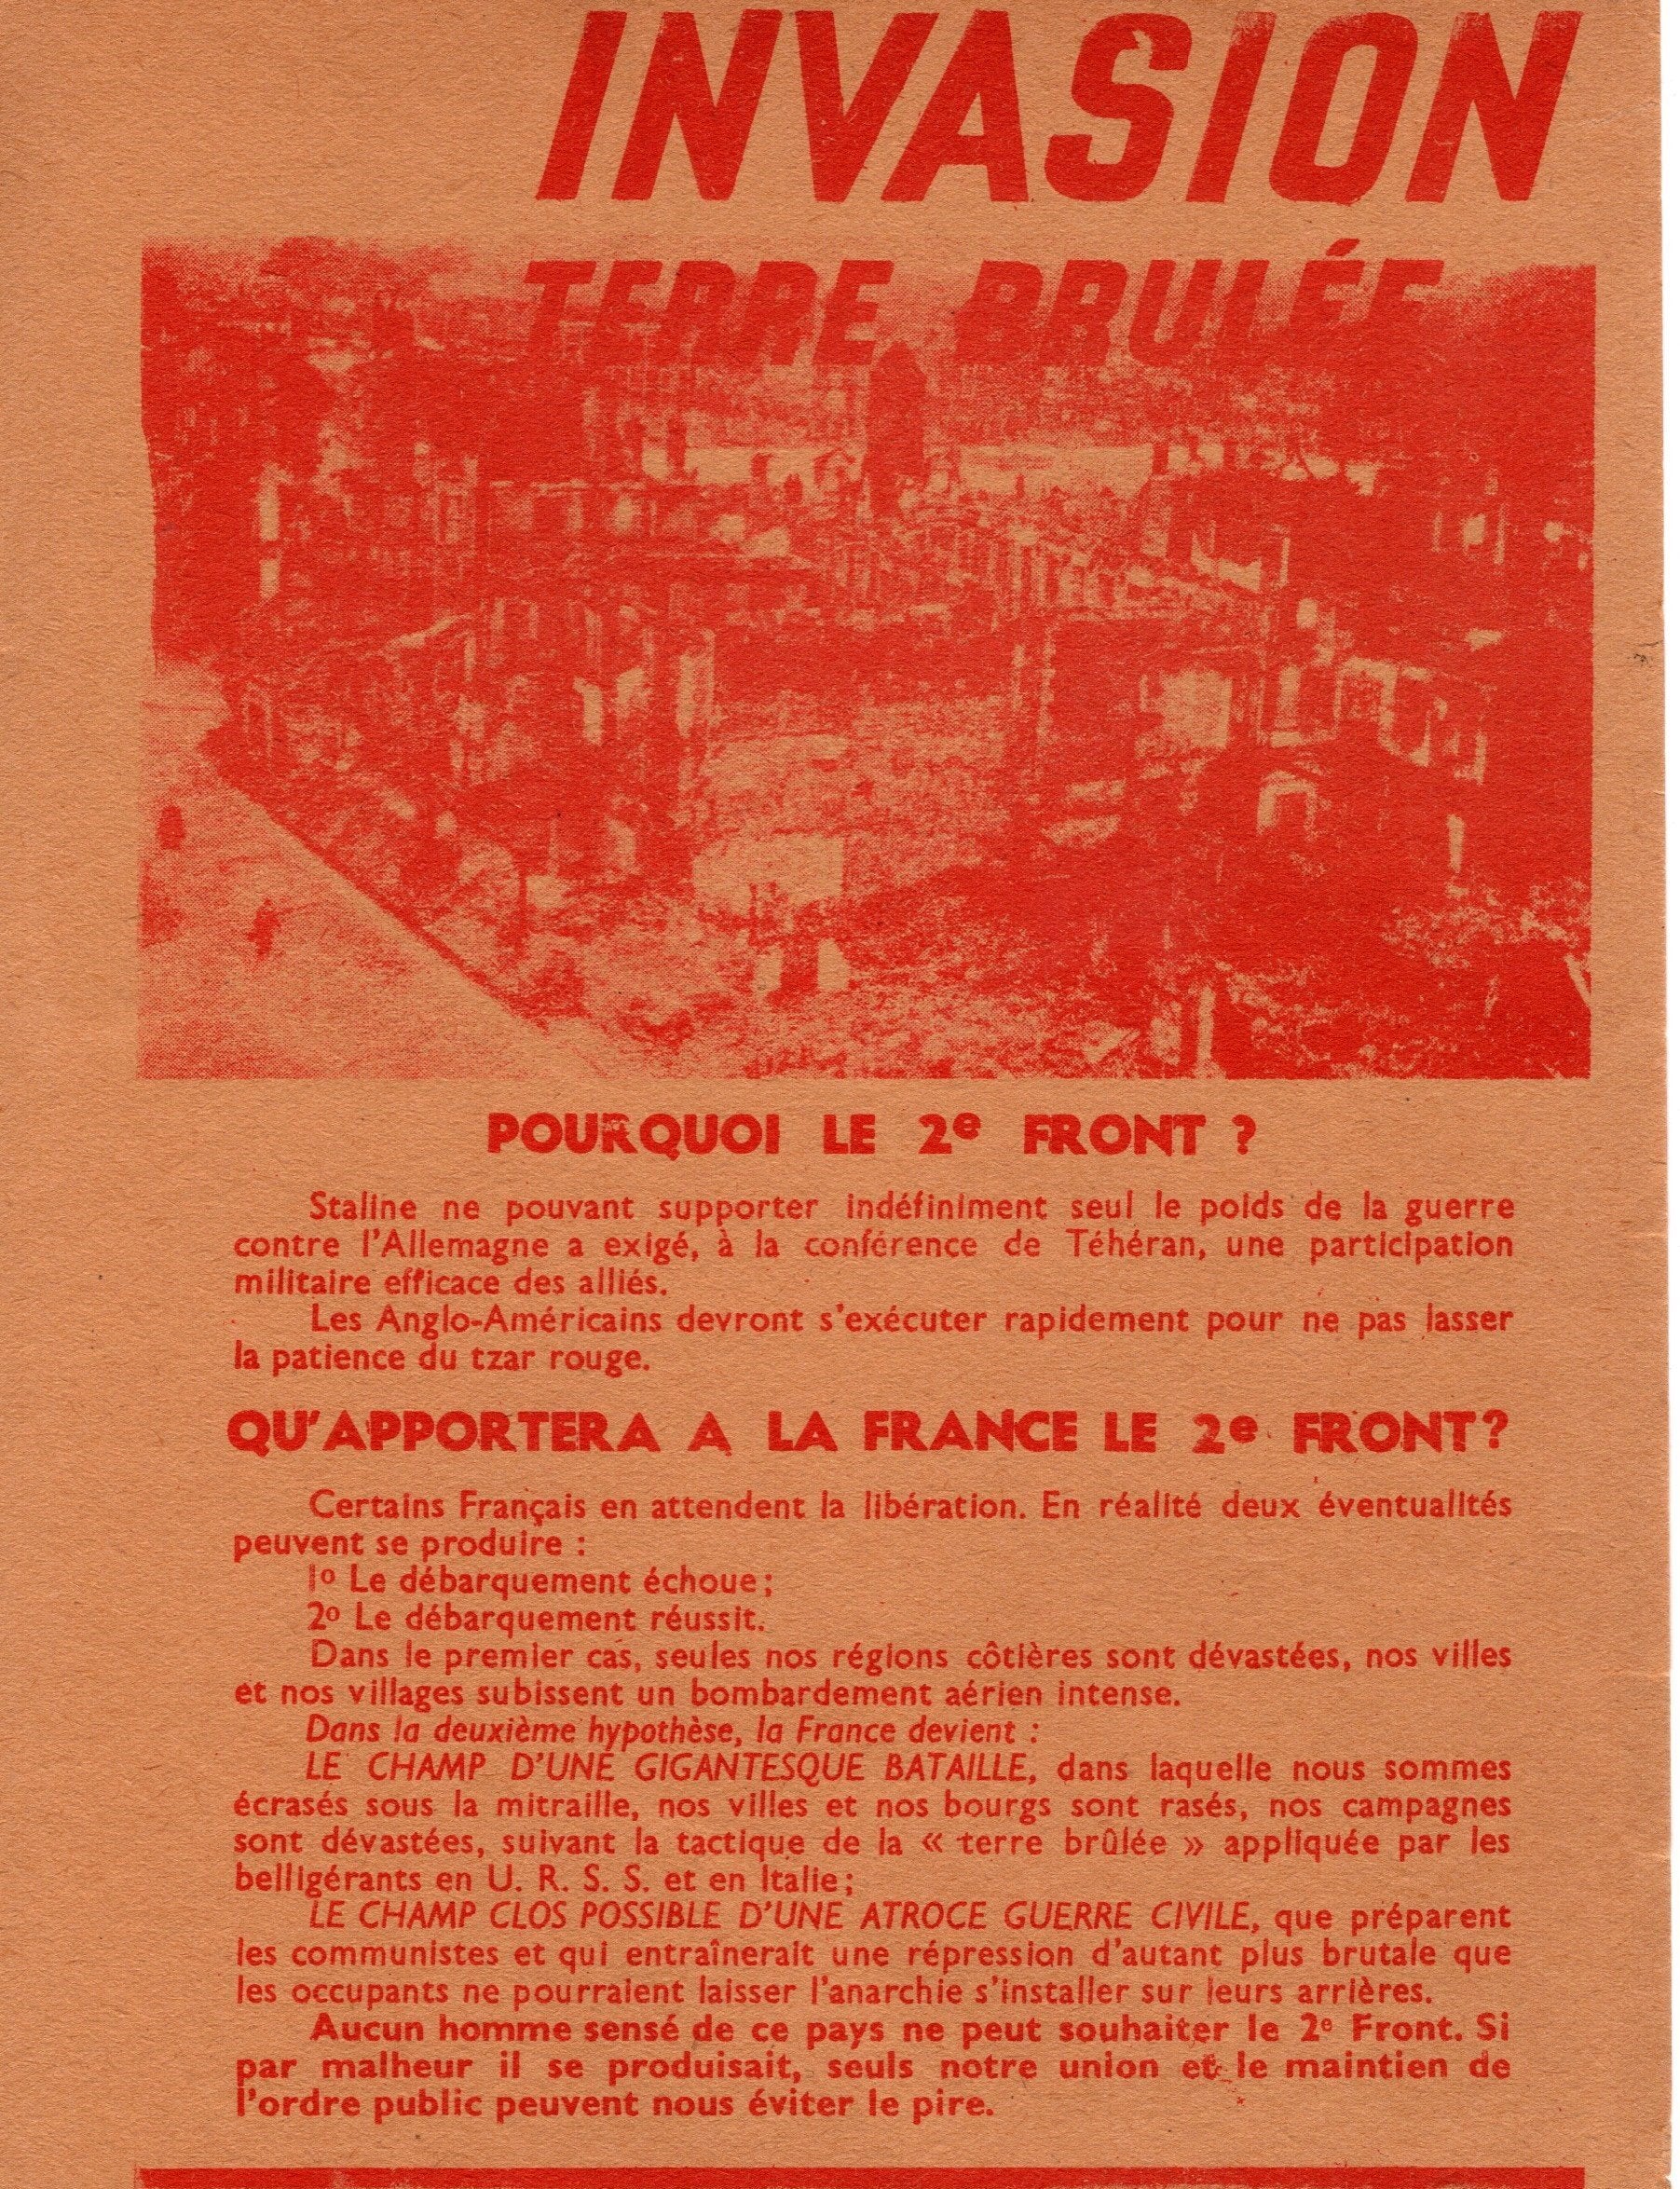 INVASION
TERRE BRULÉE
POURQUOI LE 2e FRONT ?
Staline ne pouvant supporter indéfiniment seul le poids de la guerre
contre l'Allemagne a exigé, à la conférence de Téhéran, une participation
militaire efficace des alliés.
Les Anglo-Américains devront s'exécuter rapidement pour ne pas lasser
la patience du tzar rouge.
QU'APPORTERA A LA FRANCE LE 2e FRONT ?
Certains Français en attendent la libération. En réalité deux éventualités
peuvent se produire :
1o Le débarquement échoue ;
2o Le débarquement réussit.
Dans le premier cas, seules nos régions côtières sont dévastées, nos villes
et nos villages subissent un bombardement aérien intense.
Dans la deuxième hypothèse, la France devient :
LE CHAMP D'UNE GIGANTESQUE BATAILLE, dans laquelle nous sommes
écrasés sous la mitraille, nos villes et nos bourgs sont rasés, nos campagnes
sont dévastées, suivant la tactique de la « terre brûlée » appliquée par les
belligérants en U. R. S. S. et en Italie ;
LE CHAMP CLOS POSSIBLE D'UNE ATROCE GUERRE CIVILE, que préparent
les communistes et qui entraînerait une répression d'autant plus brutale que
les occupants ne pourraient laisser l'anarchie s'installer sur leurs arrières.
Aucun homme sensé de ce pays ne peut souhaiter le 2e Front. Si
par malheur il se produisait, seuls notre union et le maintien de
l'ordre public peuvent nous éviter le pire.